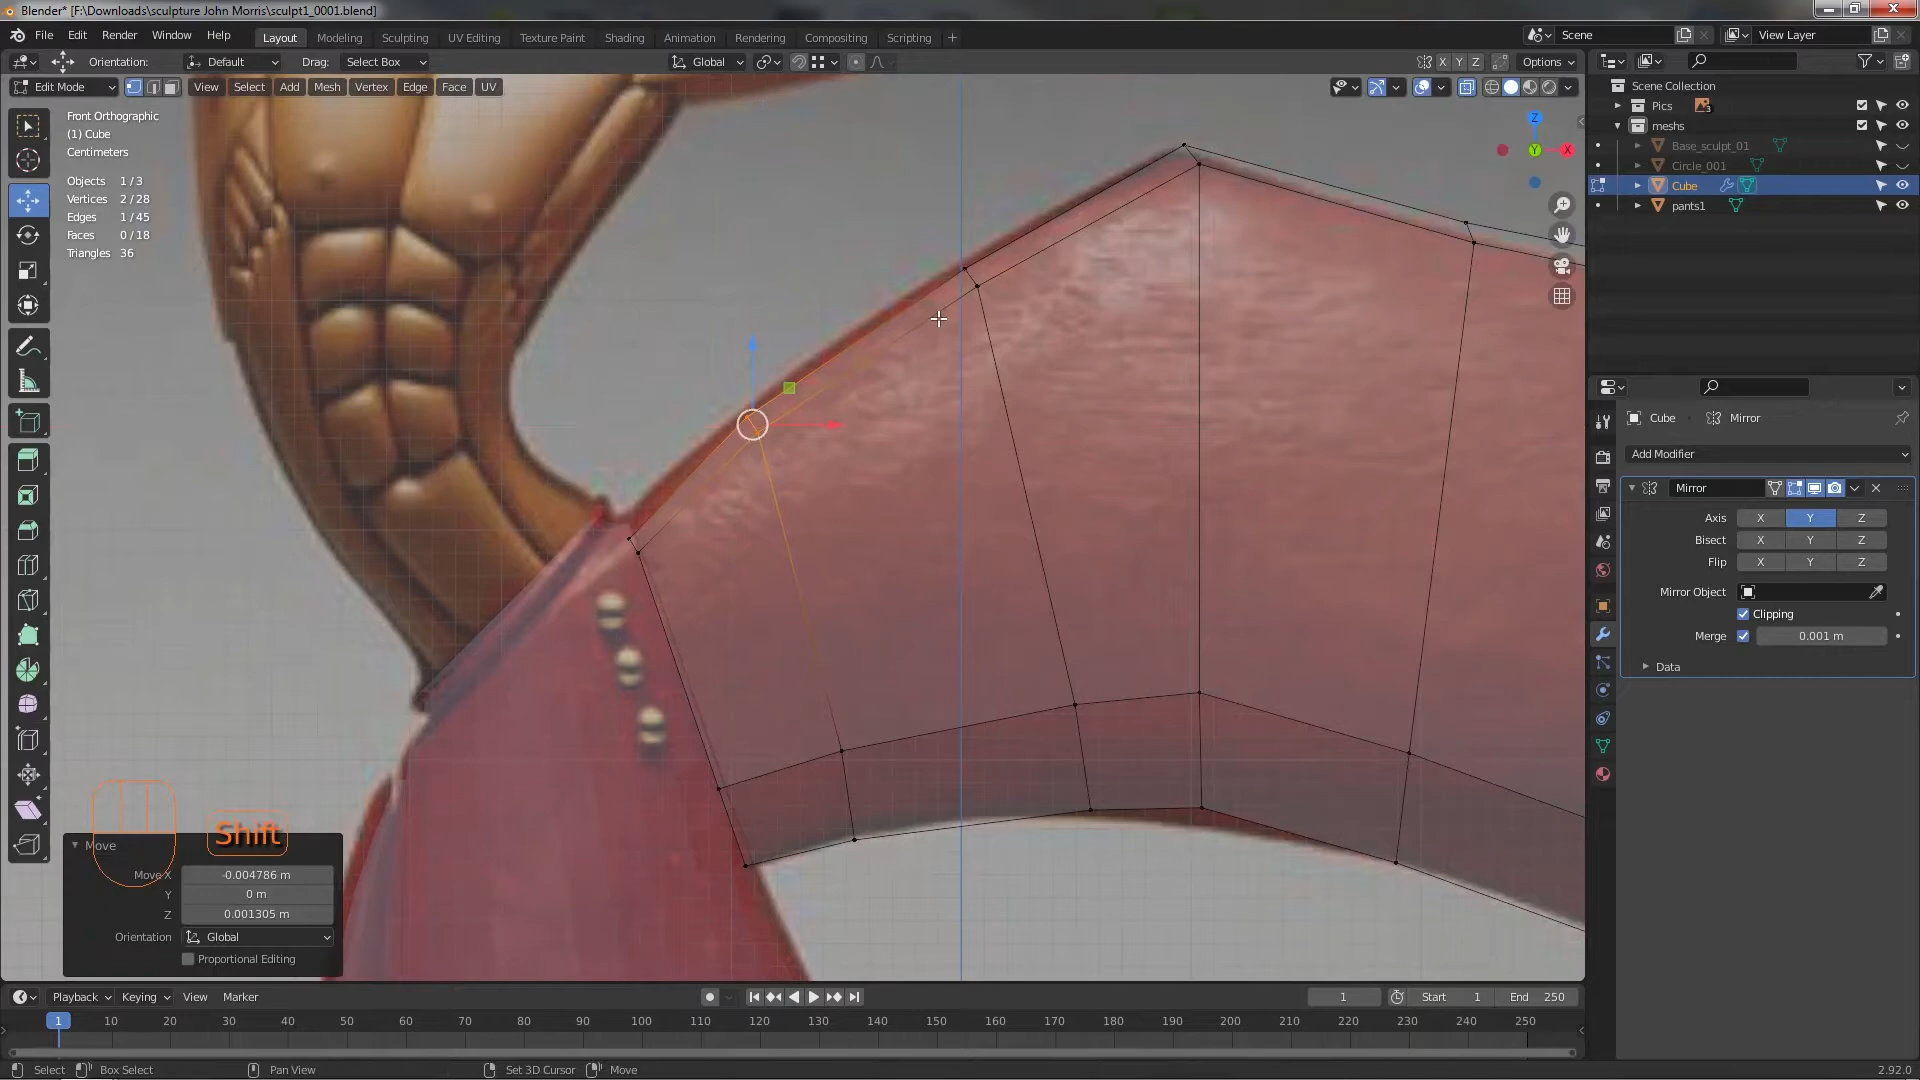 Blender* [F:\Downloads\sculpture John Morris\sculpt1_0001.blend]
File Edit Render Window Help Layout Modeling Sculpting UV Editing Texture Paint Shading Animation Rendering Compositing Scripting + Scene View Layer
Orientation: Default Drag: Select Box Global X Y Z Options
Edit Mode View Select Add Mesh Vertex Edge Face UV
Front Orthographic
(1) Cube
Centimeters
Objects 1 / 3
Vertices 2 / 28
Edges 1 / 45
Faces 0 / 18
Triangles 36
Z
Y
X
Scene Collection
Pics 3
meshs
Base_sculpt_01
Circle_001
Cube
pants1
Cube Mirror
Add Modifier
Mirror
Axis X Y Z
Bisect X Y Z
Flip X Y Z
Mirror Object
Clipping
Merge 0.001 m
Data
Shift
Move
Move X -0.004786 m
Y 0 m
Z 0.001305 m
Orientation Global
Proportional Editing
Playback Keying View Marker 1 Start 1 End 250
1 10 20 30 40 50 60 70 80 90 100 110 120 130 140 150 160 170 180 190 200 210 220 230 240 250
Select Box Select Pan View Set 3D Cursor Move 2.92.0